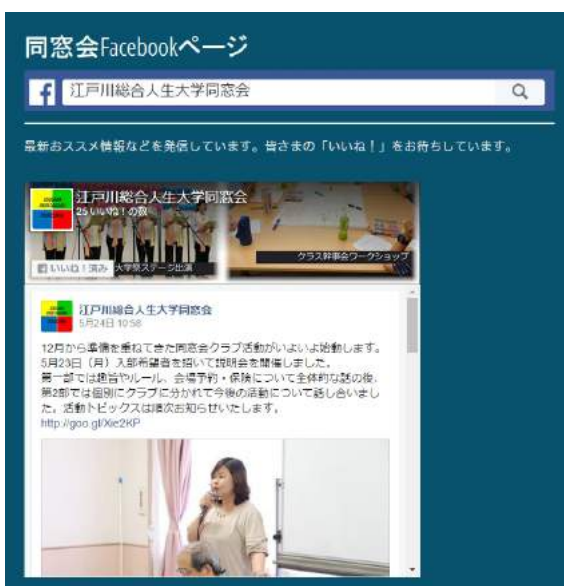 同窓会Facebookページ
江戸川総合人生大学同窓会
最新おススメ情報などを発信しています。皆さまの「いいね！」をお待ちしています。
江戸川総合人生大学同窓会
25 いいね！の数
いいね！済み
大学祭ステージ出演
クラス幹事会ワークショップ
江戸川総合人生大学同窓会
5月24日 10:58
12月から準備を重ねてきた同窓会クラブ活動がいよいよ始動します。
5月23日（月）入部希望者を招いて説明会を開催しました。
第一部では趣旨やルール、会場予約・保険について全体的な話の後、
第2部では個別にクラブに分かれて今後の活動について話し合いまし
た。活動トピックスは順次お知らせいたします。
http://goo.gl/Xie2KP